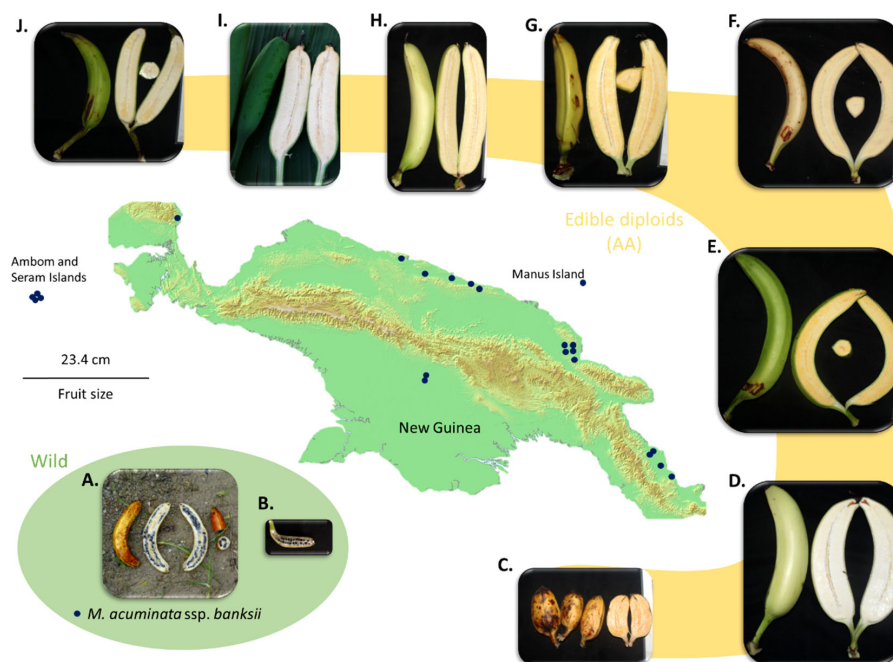 J.
I.
H.
G.
F.
Edible diploids
(AA)
E.
Ambom and
Seram Islands
Manus Island
23.4 cm
Fruit size
New Guinea
Wild
A.
B.
C.
D.
M. acuminata ssp. banksii